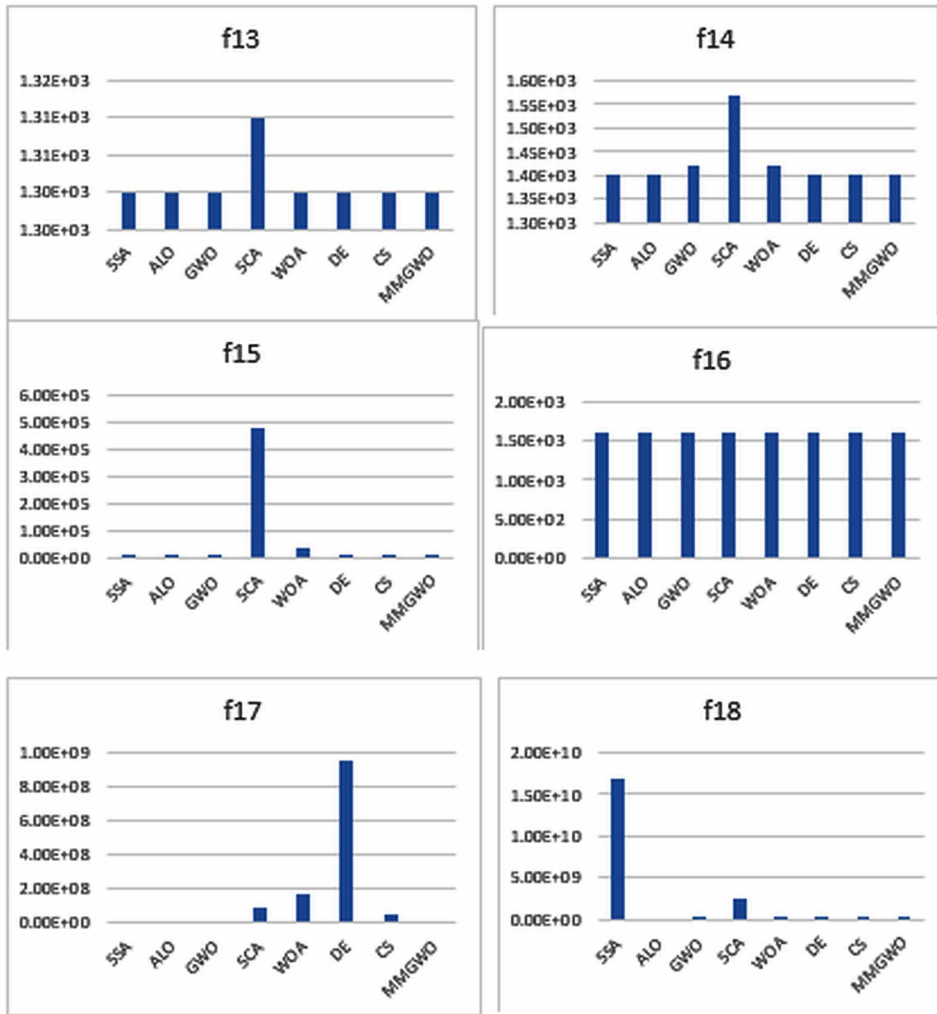 f13
1.32E+03
1.31E+03
1.31E+03
1.30E+03
1.30E+03
SSA ALO GWO SCA WOA DE CS MMGWO
f14
1.60E+03
1.55E+03
1.50E+03
1.45E+03
1.40E+03
1.35E+03
1.30E+03
SSA ALO GWO SCA WOA DE CS MMGWO
f15
6.00E+05
5.00E+05
4.00E+05
3.00E+05
2.00E+05
1.00E+05
0.00E+00
SSA ALO GWO SCA WOA DE CS MMGWO
f16
2.00E+03
1.50E+03
1.00E+03
5.00E+02
0.00E+00
SSA ALO GWO SCA WOA DE CS MMGWO
f17
1.00E+09
8.00E+08
6.00E+08
4.00E+08
2.00E+08
0.00E+00
SSA ALO GWO SCA WOA DE CS MMGWO
f18
2.00E+10
1.50E+10
1.00E+10
5.00E+09
0.00E+00
SSA ALO GWO SCA WOA DE CS MMGWO